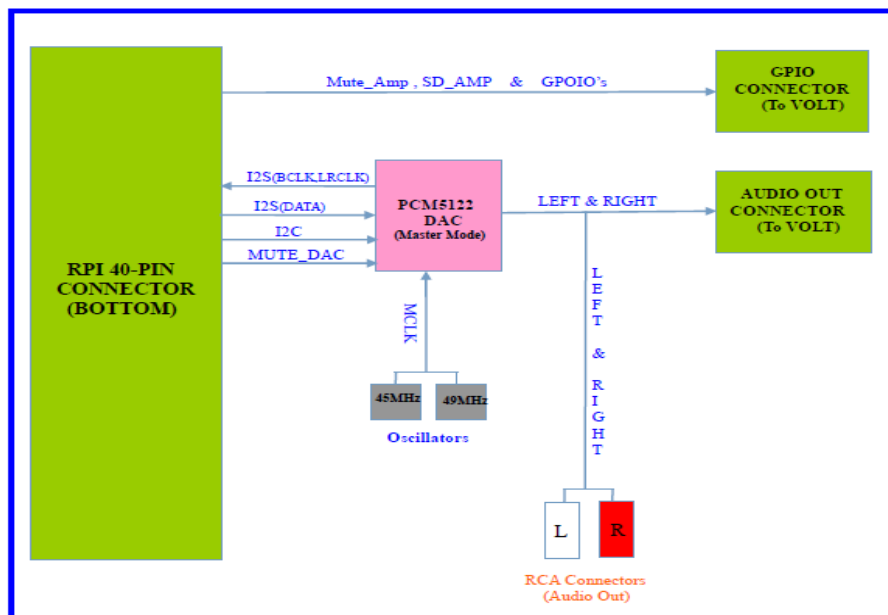 Mute_Amp , SD_AMP & GPOIO's
GPIO
CONNECTOR
(To VOLT)
I2S(BCLK,LRCLK)
I2S(DATA)
I2C
MUTE_DAC
PCM5122
DAC
(Master Mode)
LEFT & RIGHT
AUDIO OUT
CONNECTOR
(To VOLT)
RPI 40-PIN
CONNECTOR
(BOTTOM)
MCLK
45MHz
49MHz
Oscillators
LEFT & RIGHT
L
R
RCA Connectors
(Audio Out)